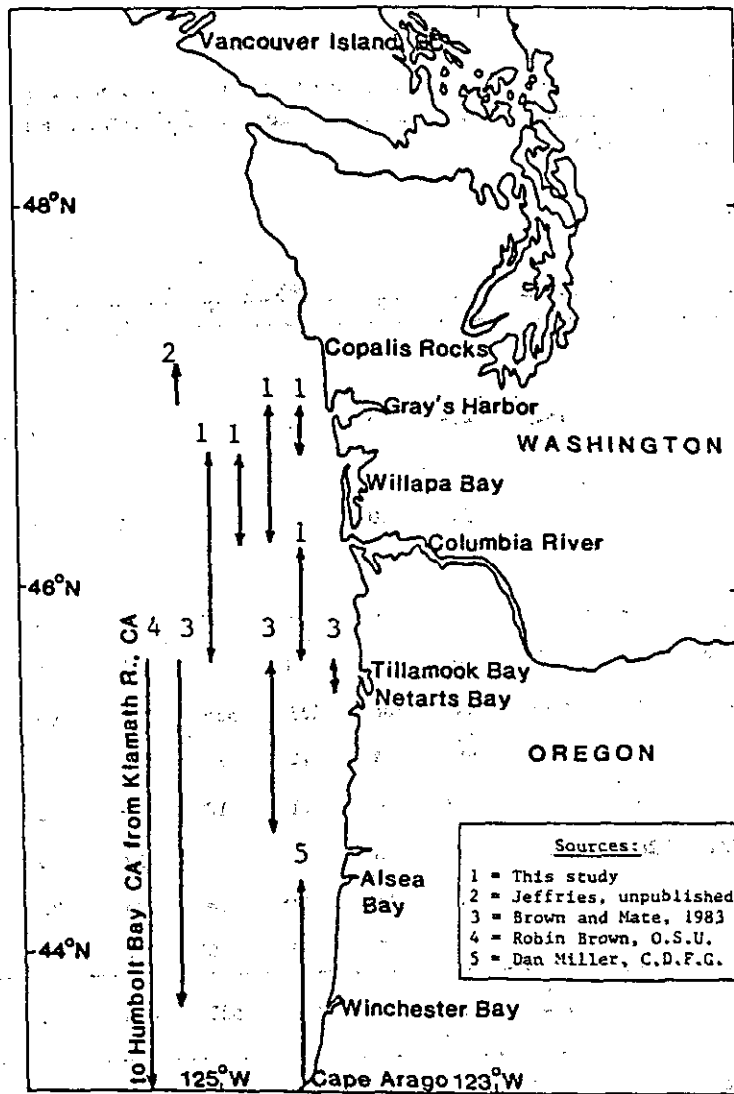 Vancouver Island, BC
48°N
Copalis Rocks
2
1 1
Gray's Harbor
WASHINGTON
1 1
Willapa Bay
Columbia River
1
46°N
4 3 3 3
Tillamook Bay
Netarts Bay
OREGON
to Humbolt Bay CA from Klamath R., CA
5
Alsea
Bay
Sources:
1 = This study
2 = Jeffries, unpublished
3 = Brown and Mate, 1983
4 = Robin Brown, O.S.U.
5 = Dan Miller, C.D.F.G.
44°N
Winchester Bay
125°W
Cape Arago
123°W